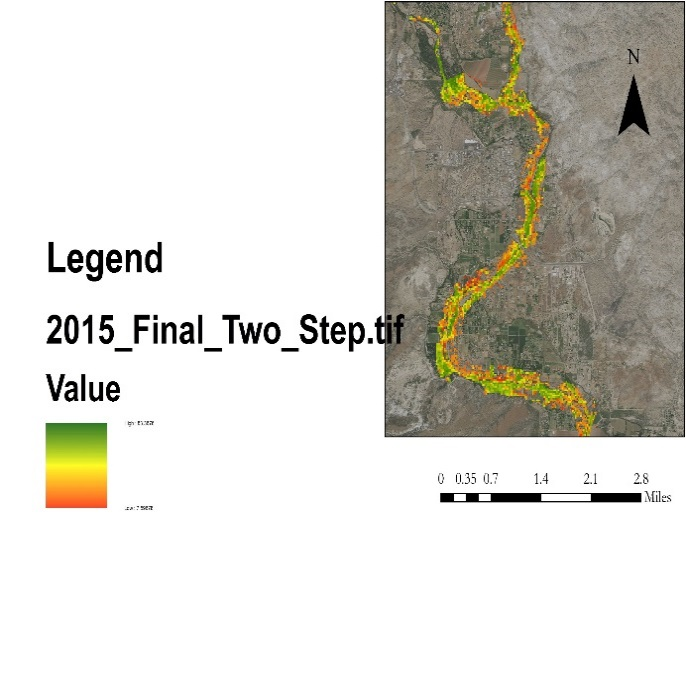 N
Legend
2015_Final_Two_Step.tif
Value
0 0.35 0.7 1.4 2.1 2.8
Miles